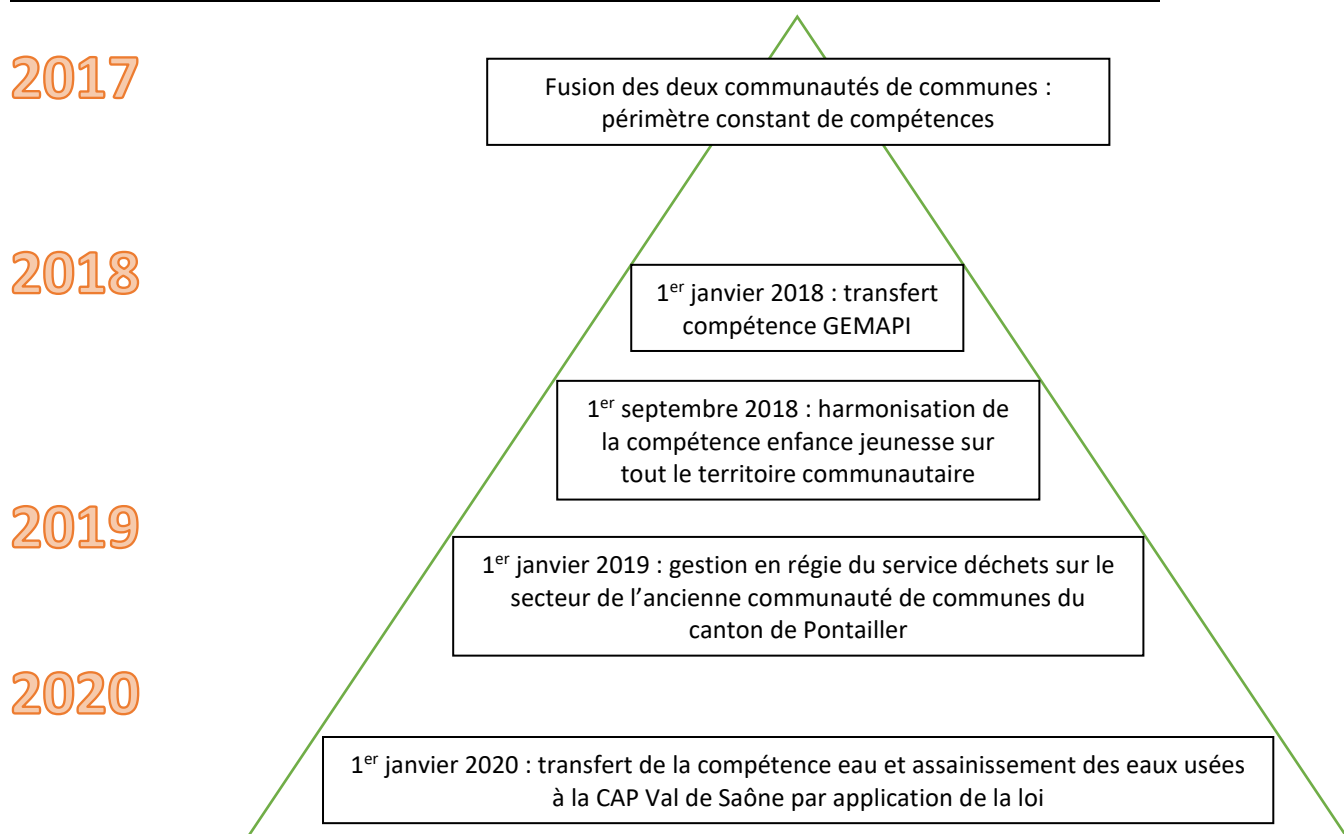 2017
Fusion des deux communautés de communes :
périmètre constant de compétences
2018
1er janvier 2018 : transfert
compétence GEMAPI
1er septembre 2018 : harmonisation de
la compétence enfance jeunesse sur
tout le territoire communautaire
2019
1er janvier 2019 : gestion en régie du service déchets sur le
secteur de l’ancienne communauté de communes du
canton de Pontailler
2020
1er janvier 2020 : transfert de la compétence eau et assainissement des eaux usées
à la CAP Val de Saône par application de la loi